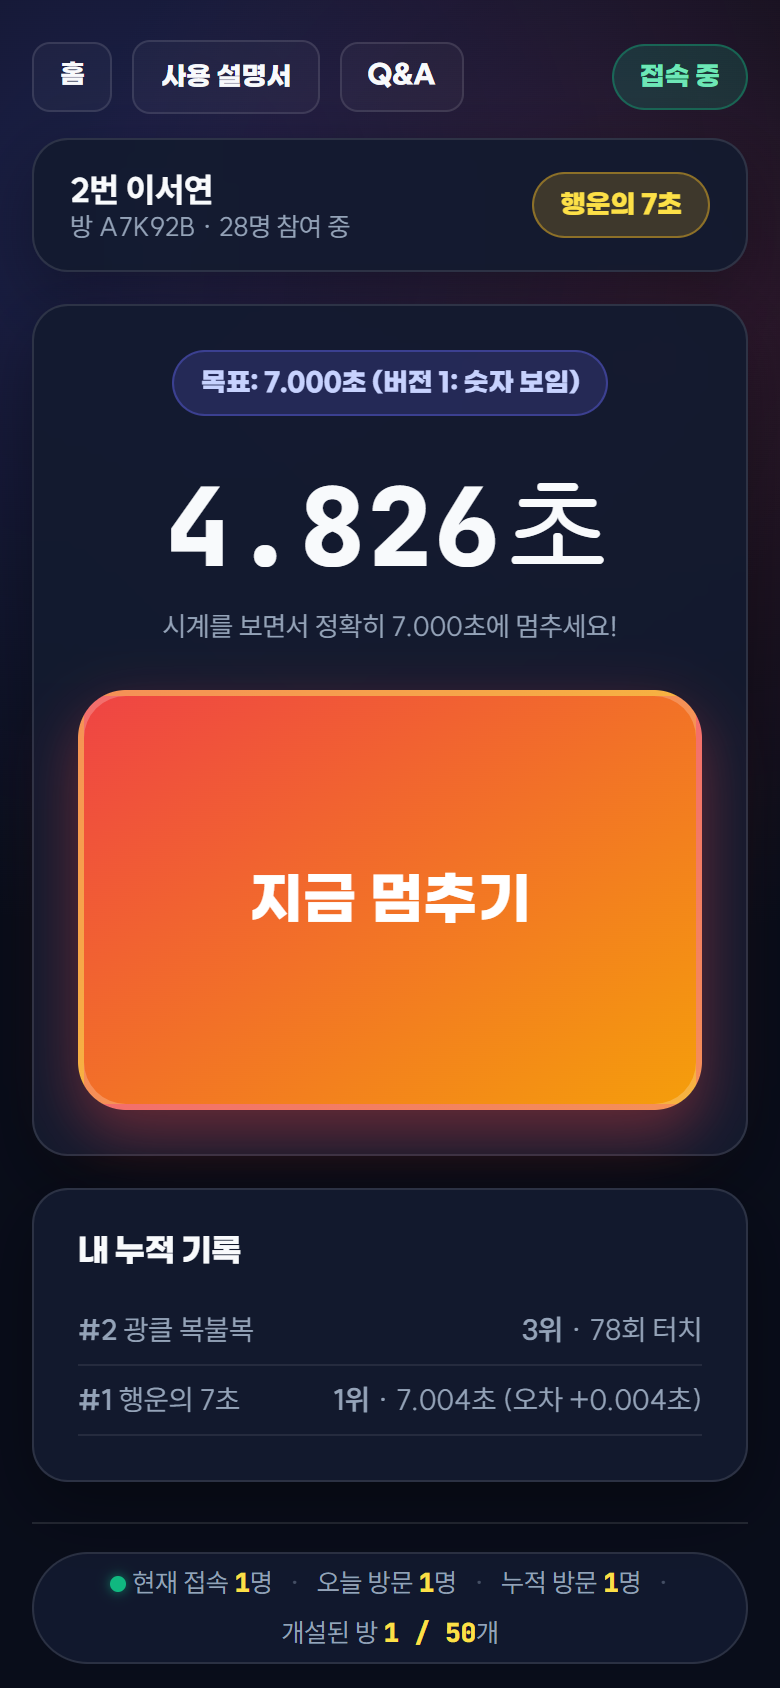 홈 사용 설명서 Q&A 접속 중
2번 이서연
방 A7K92B · 28명 참여 중
행운의 7초
목표: 7.000초 (버전 1: 숫자 보임)
4.826초
시계를 보면서 정확히 7.000초에 멈추세요!
지금 멈추기
내 누적 기록
#2 광클 복불복 3위 · 78회 터치
#1 행운의 7초 1위 · 7.004초 (오차 +0.004초)
현재 접속 1명 · 오늘 방문 1명 · 누적 방문 1명 ·
개설된 방 1 / 50개